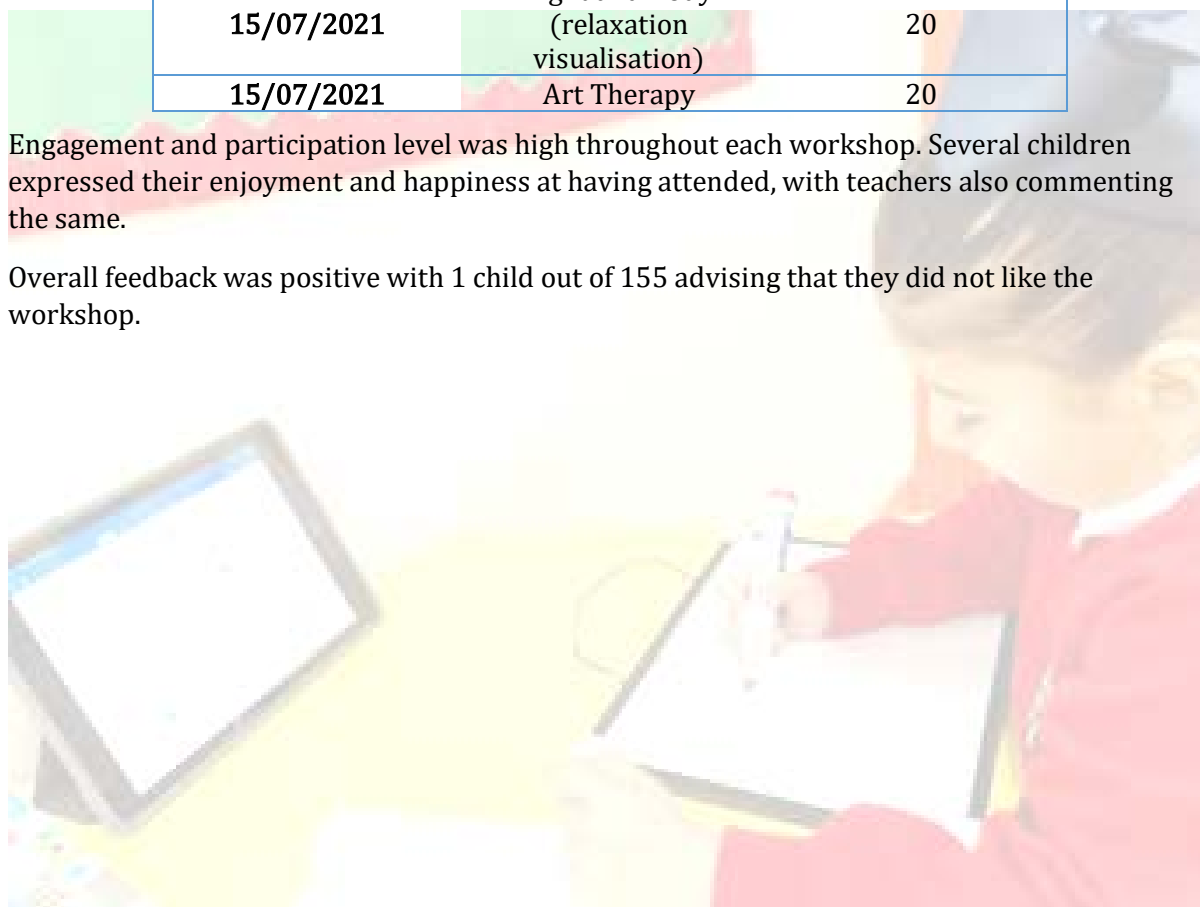 15/07/2021 (relaxation 20
visualisation)
15/07/2021 Art Therapy 20
Engagement and participation level was high throughout each workshop. Several children
expressed their enjoyment and happiness at having attended, with teachers also commenting
the same.
Overall feedback was positive with 1 child out of 155 advising that they did not like the
workshop.